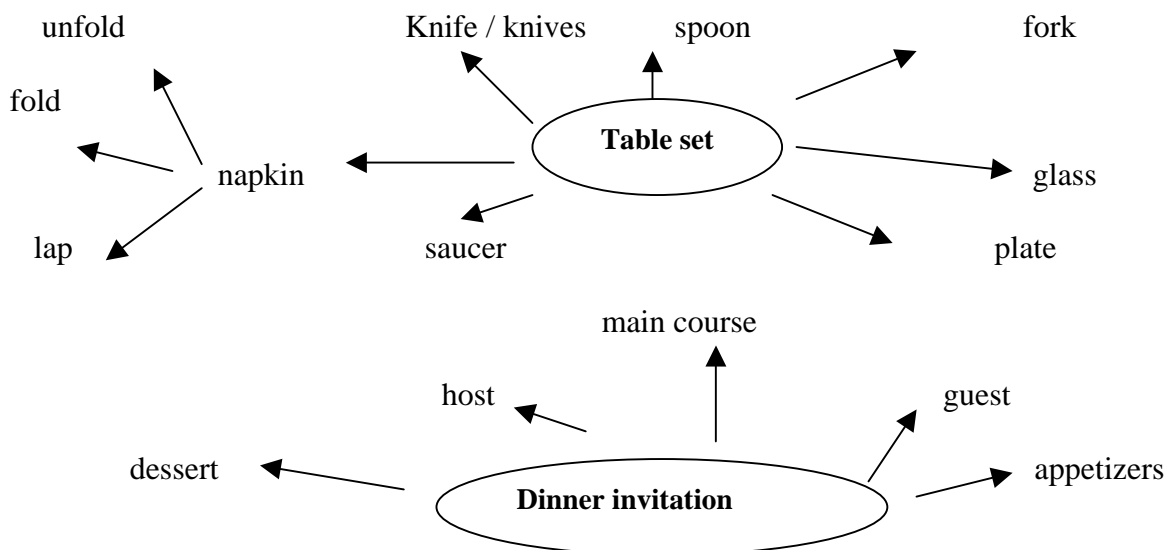 unfold
Knife / knives
spoon
fork
fold
Table set
napkin
glass
lap
saucer
plate
main course
host
guest
dessert
appetizers
Dinner invitation